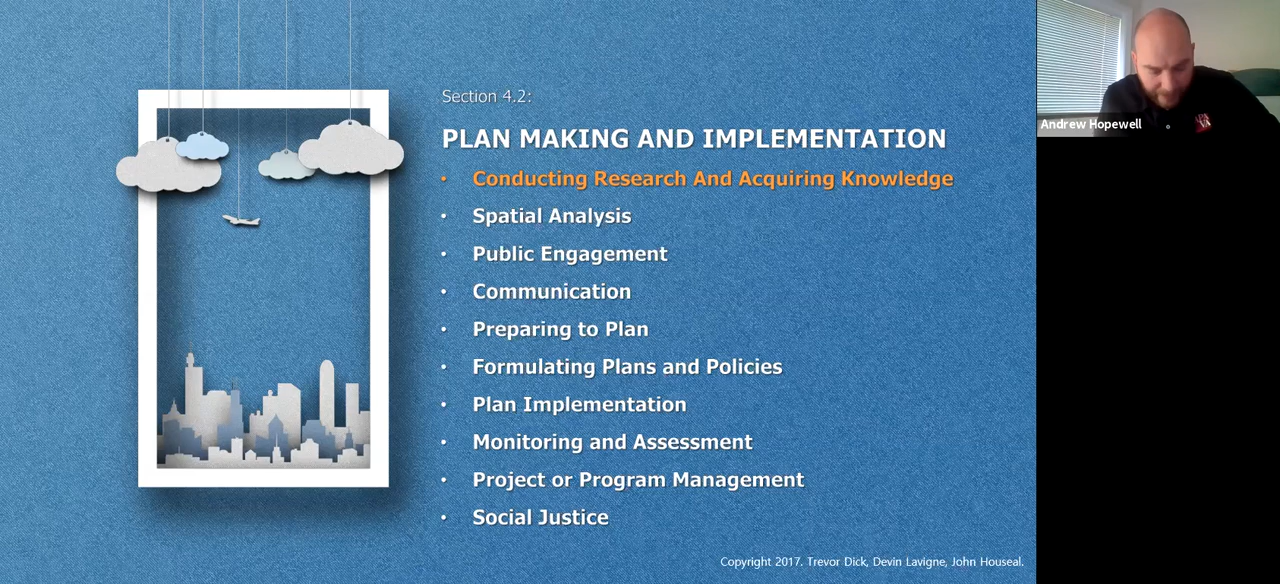 Section 4.2:
PLAN MAKING AND IMPLEMENTATION
• Conducting Research And Acquiring Knowledge
• Spatial Analysis
• Public Engagement
• Communication
• Preparing to Plan
• Formulating Plans and Policies
• Plan Implementation
• Monitoring and Assessment
• Project or Program Management
• Social Justice
Copyright 2017. Trevor Dick, Devin Lavigne, John Houseal.
Andrew Hopewell